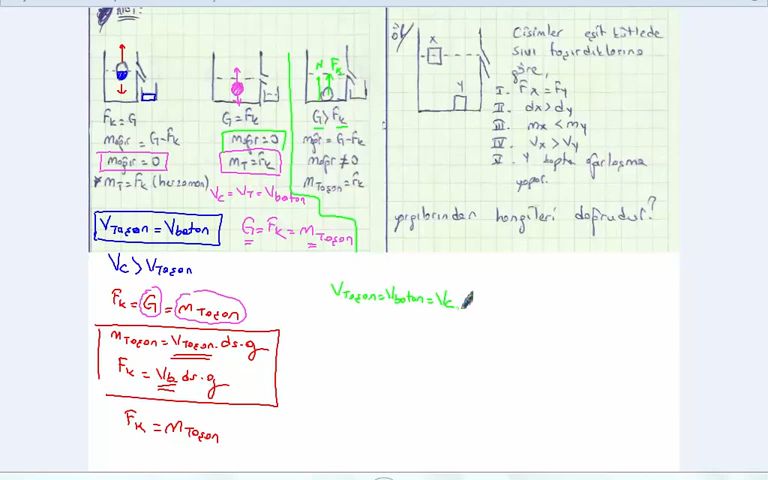 NOT:
Fk=G
mağır=G-Fk
mağır=0
* mT=Fk (her zaman)
VTaşan=Vbatan
G=Fk
mağır=0
mT=Fk
Vc=VT=Vbatan
G=Fk=mTaşan
N Fk
G>Fk
mağır=G-Fk
mağır≠0
mTaşan=Fk
Vc>VTaşan
Fk=G=mTaşan
mTaşan=VTaşan.ds.g
Fk=Vb.ds.g
Fk=mTaşan
VTaşan=Vbatan=Vc
X
Y
Cisimler eşit kütlede
sıvı taşırdıklarına
göre,
I. Fx=Fy
II. dx>dy
III. mx<my
IV. Vx>Vy
V. Y kapta ağırlaşma
yapar.
yargılarından hangileri doğrudur?